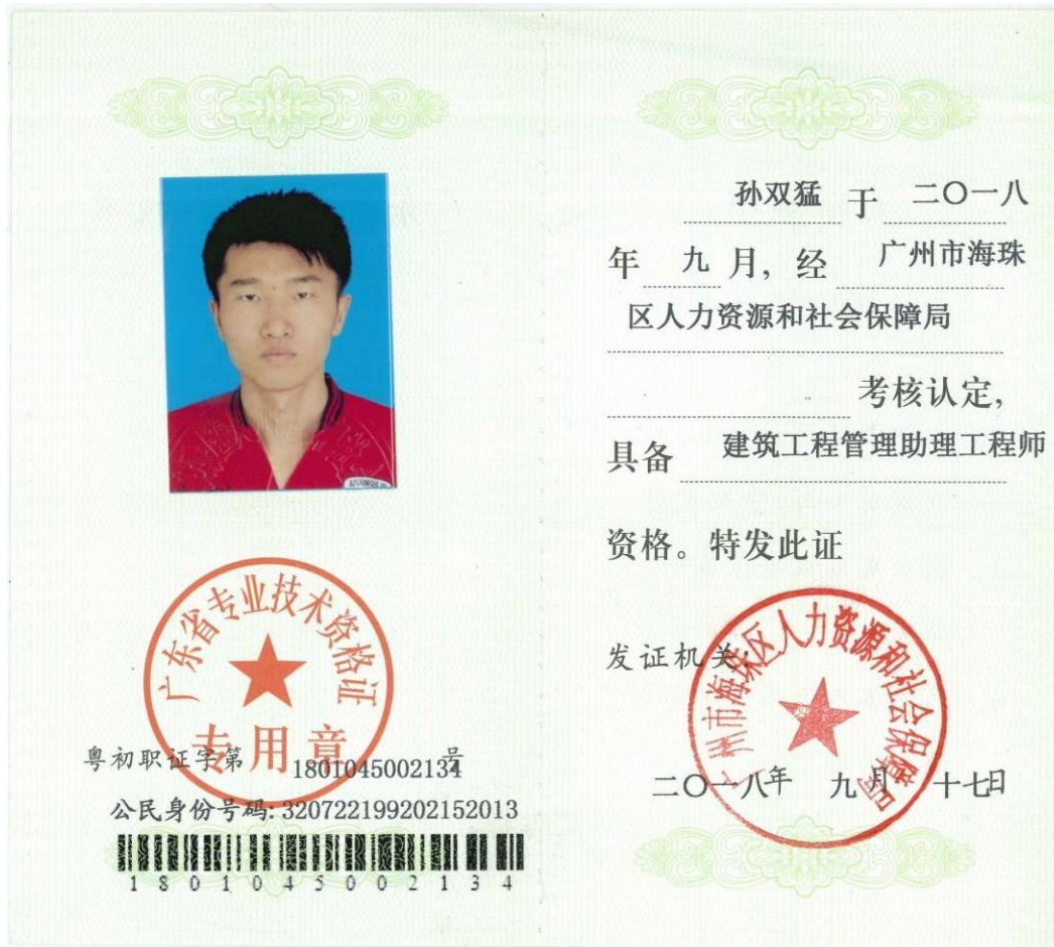 广东省专业技术资格证
专用章
粤初职证字第 1801045002134 号
公民身份号码: 320722199202152013
1801045002134
孙双猛 于 二〇一八
年 九 月, 经 广州市海珠
区人力资源和社会保障局
考核认定,
具备 建筑工程管理助理工程师
资格。特发此证
发证机关:
广州市海珠区人力资源和社会保障局
二〇一八年 九月 十七日